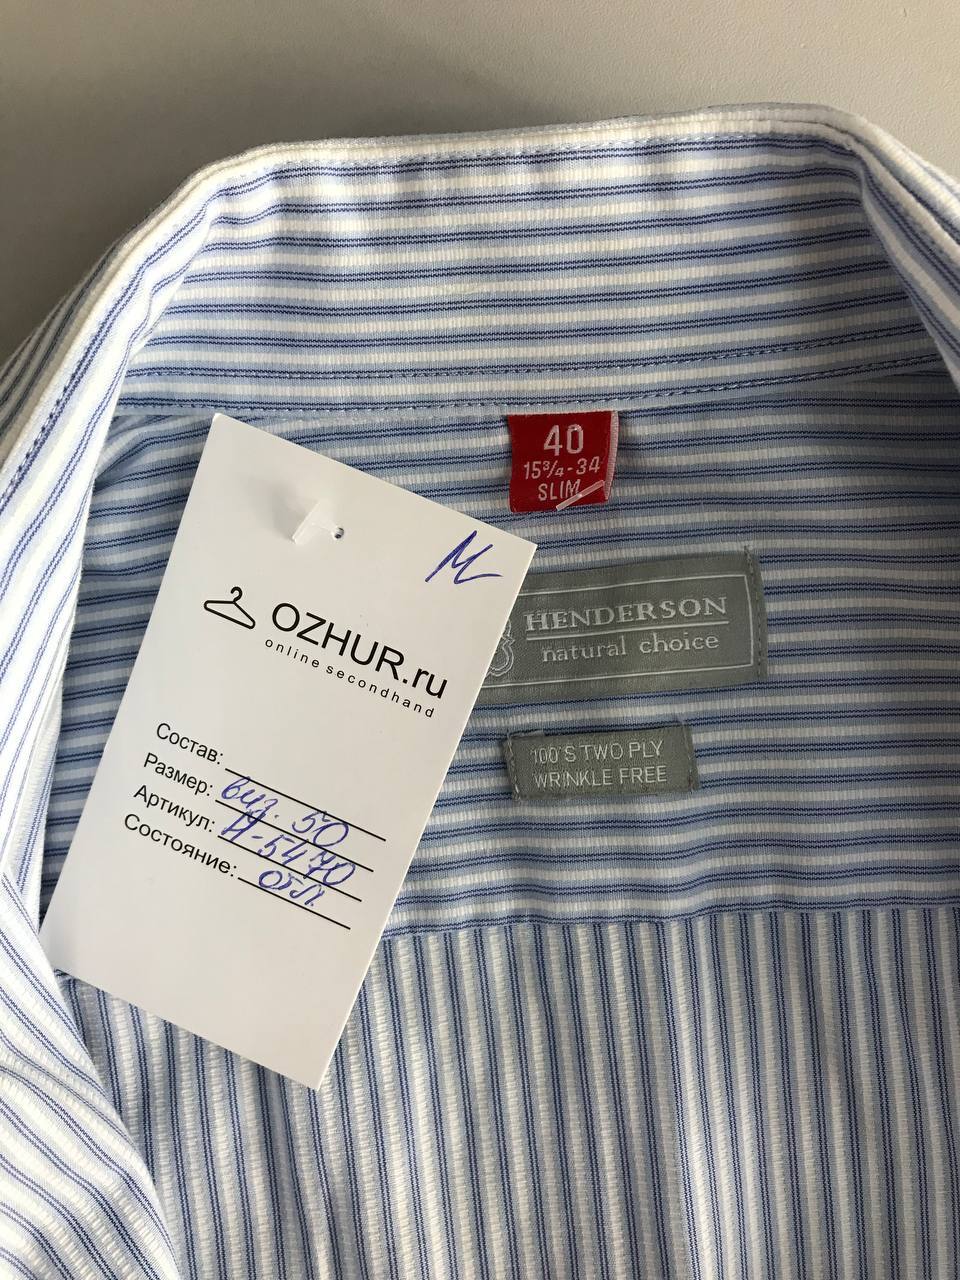 40
15¾-34
SLIM
HENDERSON
natural choice
100'S TWO PLY
WRINKLE FREE
М
OZHUR.ru
online secondhand
Состав:
Размер: виз. 50
Артикул: Н-5470
Состояние: отл.